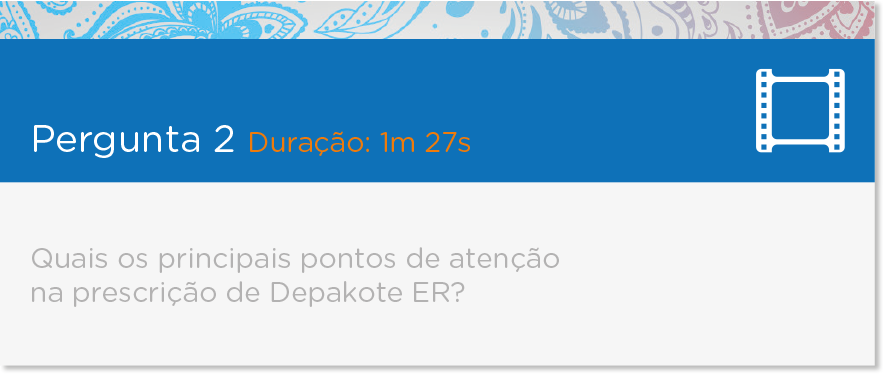 Pergunta 2 Duração: 1m 27s
Quais os principais pontos de atenção
na prescrição de Depakote ER?